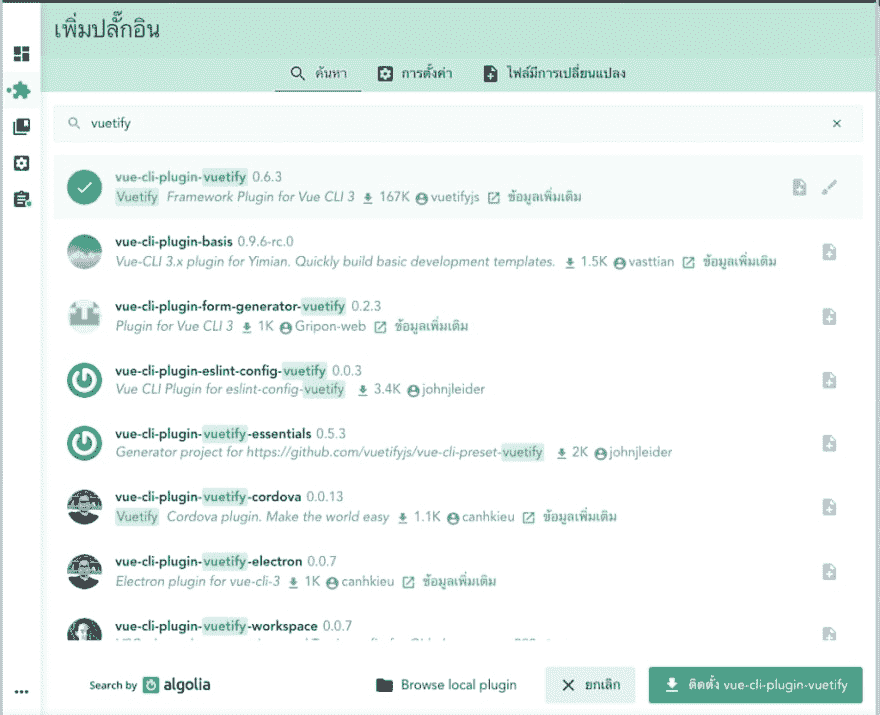 เพิ่มปลั๊กอิน
ค้นหา การตั้งค่า ไฟล์มีการเปลี่ยนแปลง
vuetify
vue-cli-plugin-vuetify 0.6.3
Vuetify Framework Plugin for Vue CLI 3 167K vuetifyjs ข้อมูลเพิ่มเติม
vue-cli-plugin-basis 0.9.6-rc.0
Vue-CLI 3.x plugin for Yimian. Quickly build basic development templates. 1.5K vasttian ข้อมูลเพิ่มเติม
vue-cli-plugin-form-generator-vuetify 0.2.3
Plugin for Vue CLI 3 1K Gripon-web ข้อมูลเพิ่มเติม
vue-cli-plugin-eslint-config-vuetify 0.0.3
Vue CLI Plugin for eslint-config-vuetify 3.4K johnjleider
vue-cli-plugin-vuetify-essentials 0.5.3
Generator project for https://github.com/vuetifyjs/vue-cli-preset-vuetify 2K johnjleider
vue-cli-plugin-vuetify-cordova 0.0.13
Vuetify Cordova plugin. Make the world easy 1.1K canhkieu ข้อมูลเพิ่มเติม
vue-cli-plugin-vuetify-electron 0.0.7
Electron plugin for vue-cli-3 1K canhkieu ข้อมูลเพิ่มเติม
vue-cli-plugin-vuetify-workspace 0.0.7
Search by algolia Browse local plugin ยกเลิก ติดตั้ง vue-cli-plugin-vuetify